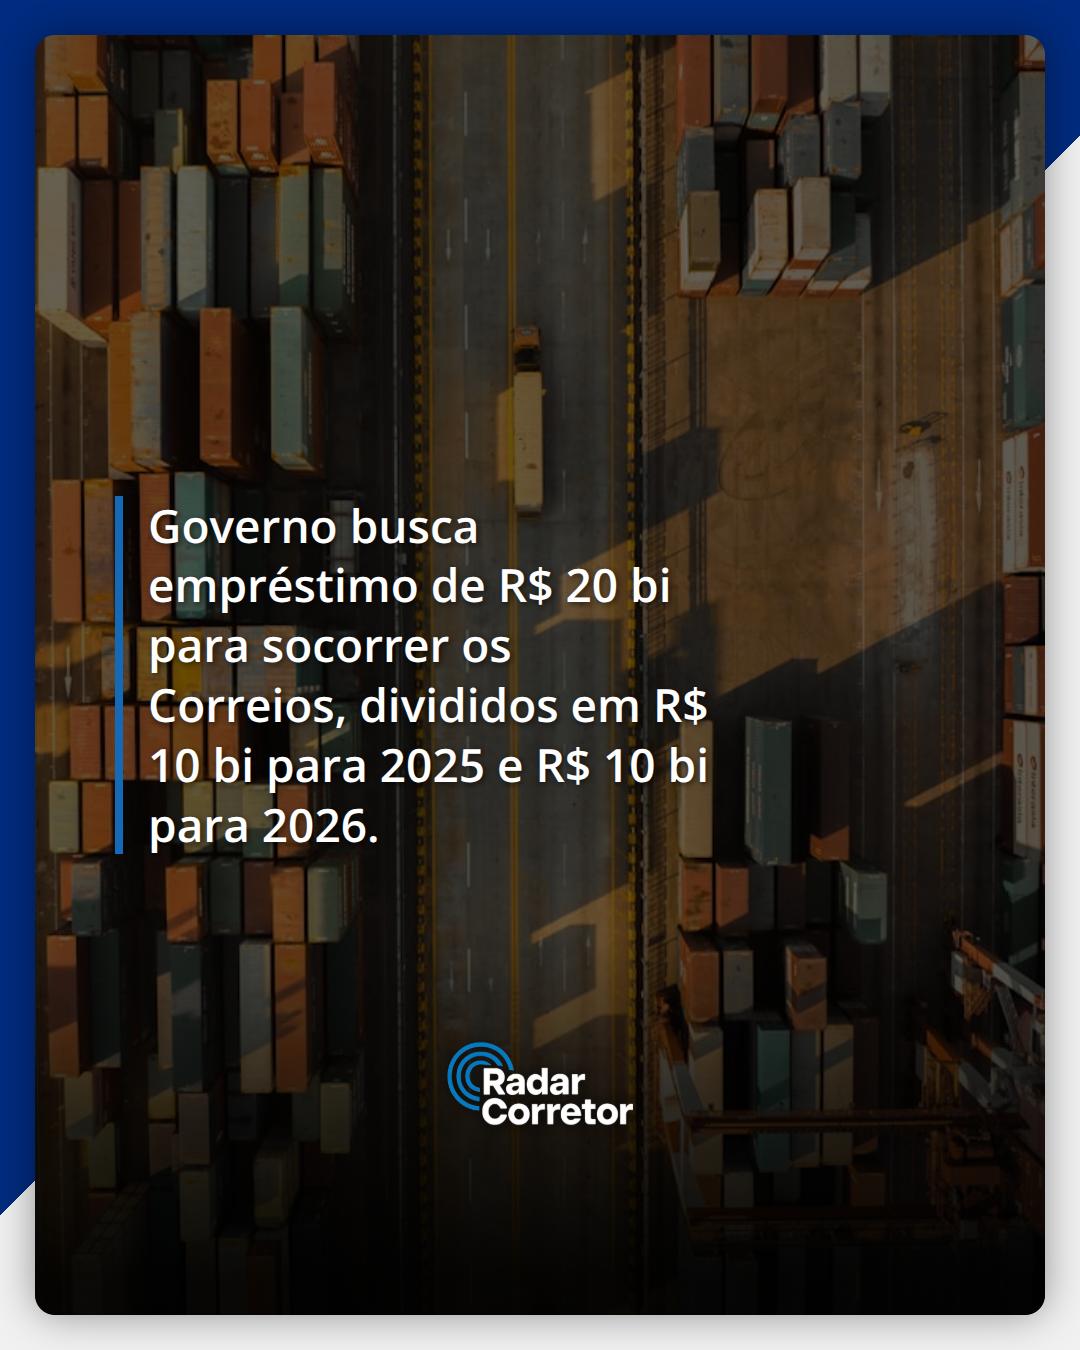 Governo busca
empréstimo de R$ 20 bi
para socorrer os
Correios, divididos em R$
10 bi para 2025 e R$ 10 bi
para 2026.
Radar
Corretor